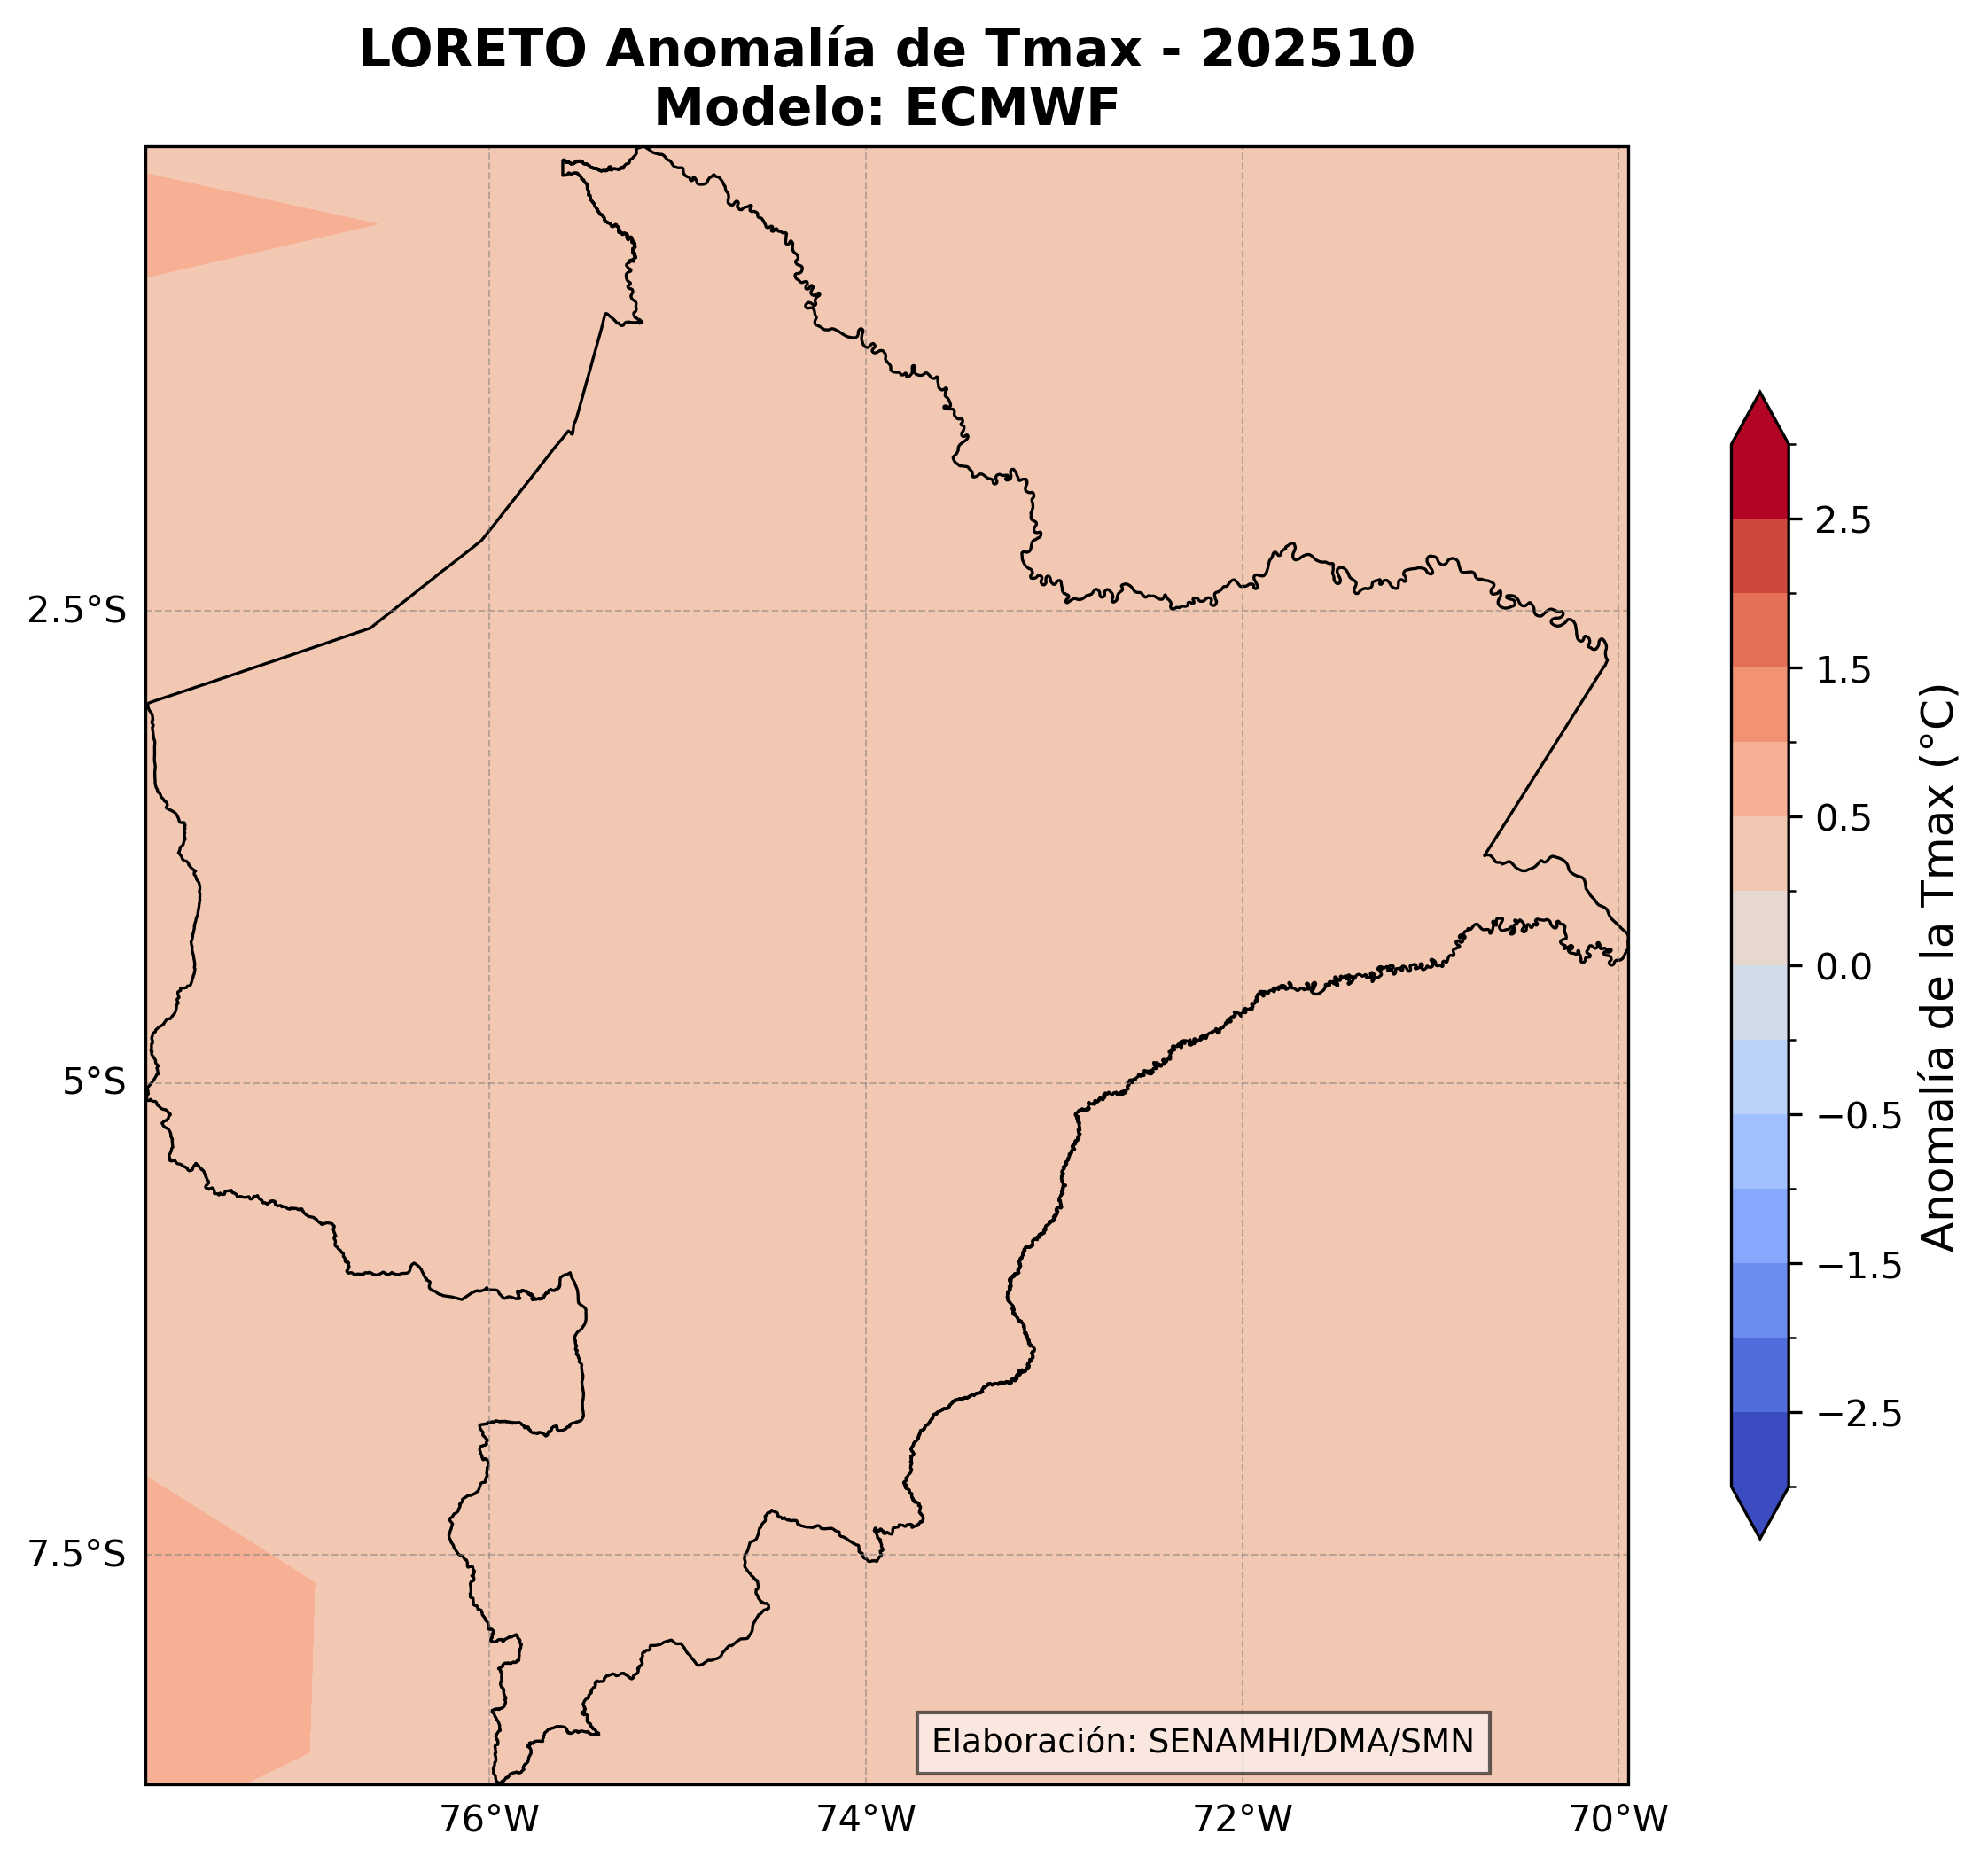 LORETO Anomalía de Tmax - 202510
Modelo: ECMWF
2.5°S
5°S
7.5°S
76°W
74°W
72°W
70°W
Elaboración: SENAMHI/DMA/SMN
2.5
1.5
0.5
0.0
−0.5
−1.5
−2.5
Anomalía de la Tmax (°C)